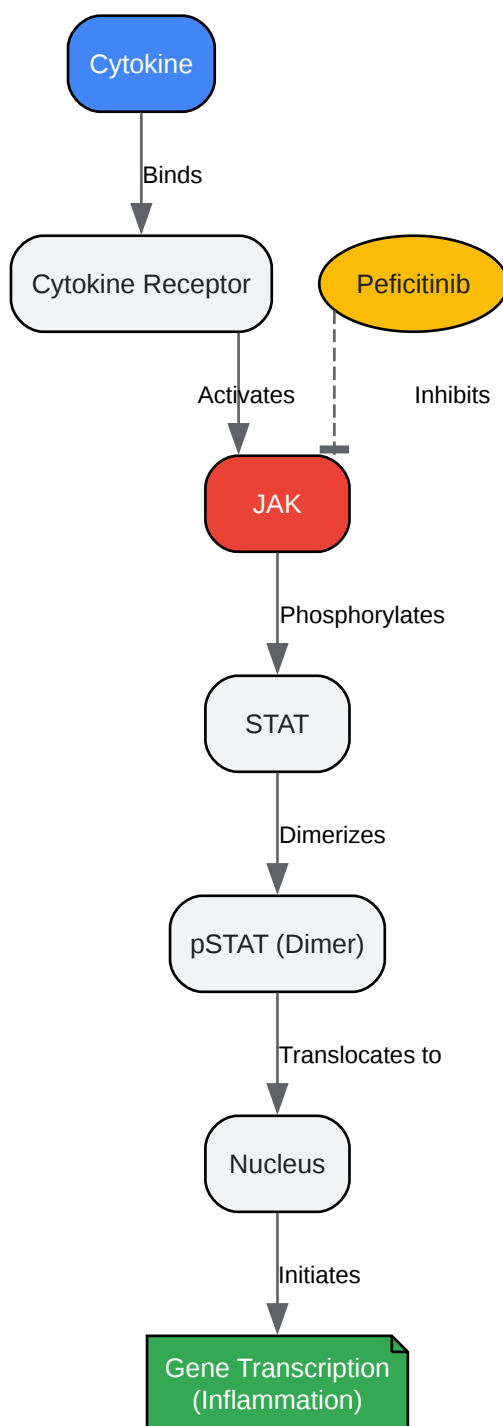 Cytokine
Binds
Cytokine Receptor
Peficitinib
Activates
Inhibits
JAK
Phosphorylates
STAT
Dimerizes
pSTAT (Dimer)
Translocates to
Nucleus
Initiates
Gene Transcription
(Inflammation)